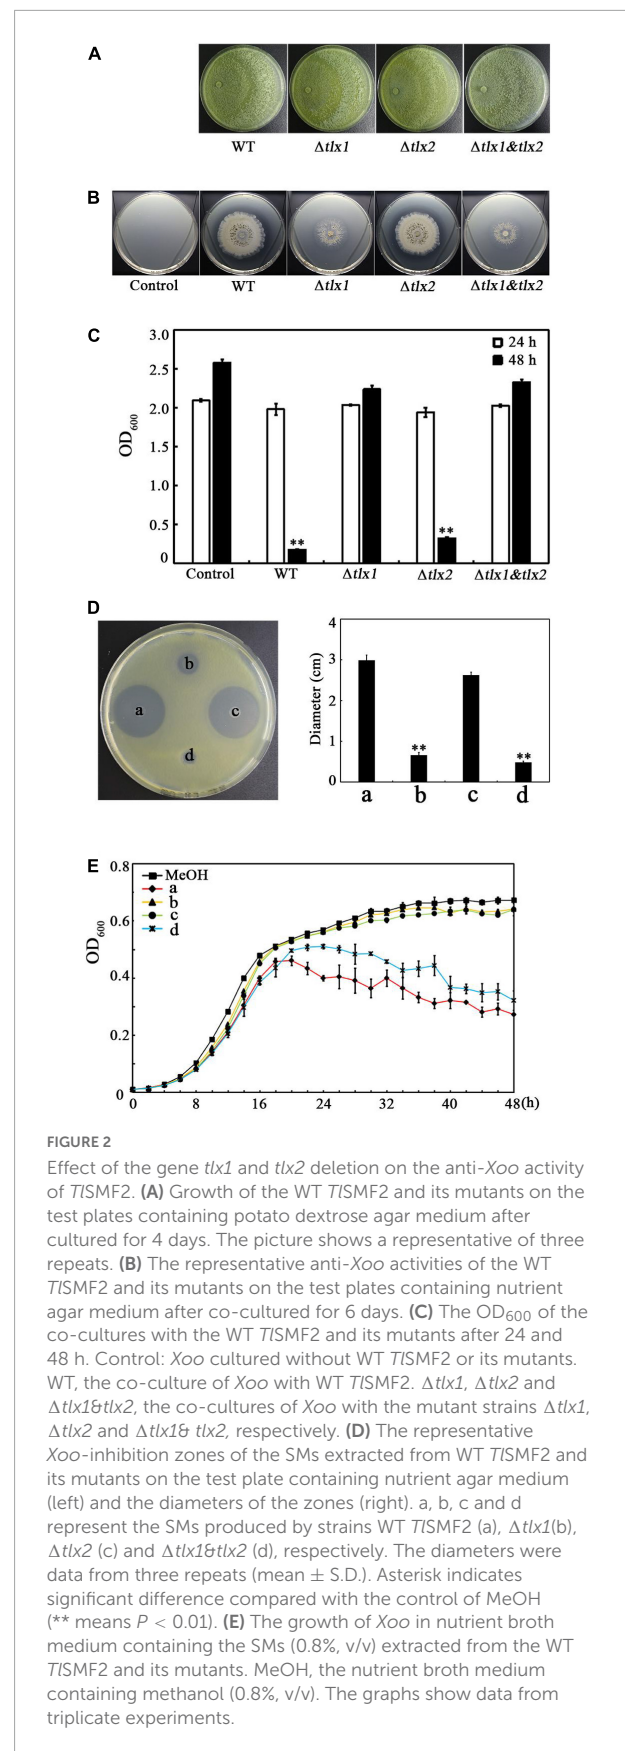 A
WT
Δtlx1
Δtlx2
Δtlx1&tlx2
B
Control
WT
Δtlx1
Δtlx2
Δtlx1&tlx2
C
3.0
2.5
2.0
1.5
1.0
0.5
0
OD600
24 h
48 h
**
**
Control
WT
Δtlx1
Δtlx2
Δtlx1&tlx2
D
a
b
c
d
4
3
2
1
0
Diameter (cm)
**
**
a
b
c
d
E
0.8
0.6
0.4
0.2
0
OD600
MeOH
a
b
c
d
0
8
16
24
32
40
48(h)
FIGURE 2
Effect of the gene tlx1 and tlx2 deletion on the anti-Xoo activity
of TlSMF2. (A) Growth of the WT TlSMF2 and its mutants on the
test plates containing potato dextrose agar medium after
cultured for 4 days. The picture shows a representative of three
repeats. (B) The representative anti-Xoo activities of the WT
TlSMF2 and its mutants on the test plates containing nutrient
agar medium after co-cultured for 6 days. (C) The OD600 of the
co-cultures with the WT TlSMF2 and its mutants after 24 and
48 h. Control: Xoo cultured without WT TlSMF2 or its mutants.
WT, the co-culture of Xoo with WT TlSMF2. Δtlx1, Δtlx2 and
Δtlx1&tlx2, the co-cultures of Xoo with the mutant strains Δtlx1,
Δtlx2 and Δtlx1& tlx2, respectively. (D) The representative
Xoo-inhibition zones of the SMs extracted from WT TlSMF2 and
its mutants on the test plate containing nutrient agar medium
(left) and the diameters of the zones (right). a, b, c and d
represent the SMs produced by strains WT TlSMF2 (a), Δtlx1(b),
Δtlx2 (c) and Δtlx1&tlx2 (d), respectively. The diameters were
data from three repeats (mean ± S.D.). Asterisk indicates
significant difference compared with the control of MeOH
(** means P < 0.01). (E) The growth of Xoo in nutrient broth
medium containing the SMs (0.8%, v/v) extracted from the WT
TlSMF2 and its mutants. MeOH, the nutrient broth medium
containing methanol (0.8%, v/v). The graphs show data from
triplicate experiments.